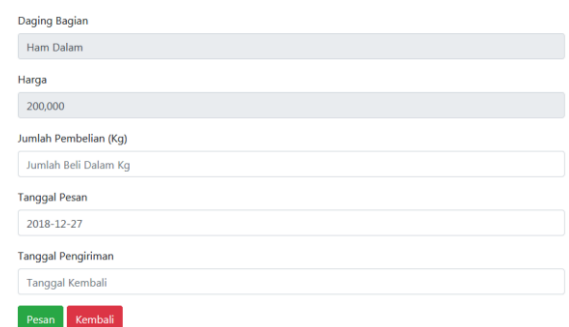 Daging Bagian
Ham Dalam
Harga
200,000
Jumlah Pembelian (Kg)
Jumlah Beli Dalam Kg
Tanggal Pesan
2018-12-27
Tanggal Pengiriman
Tanggal Kembali
Pesan Kembali